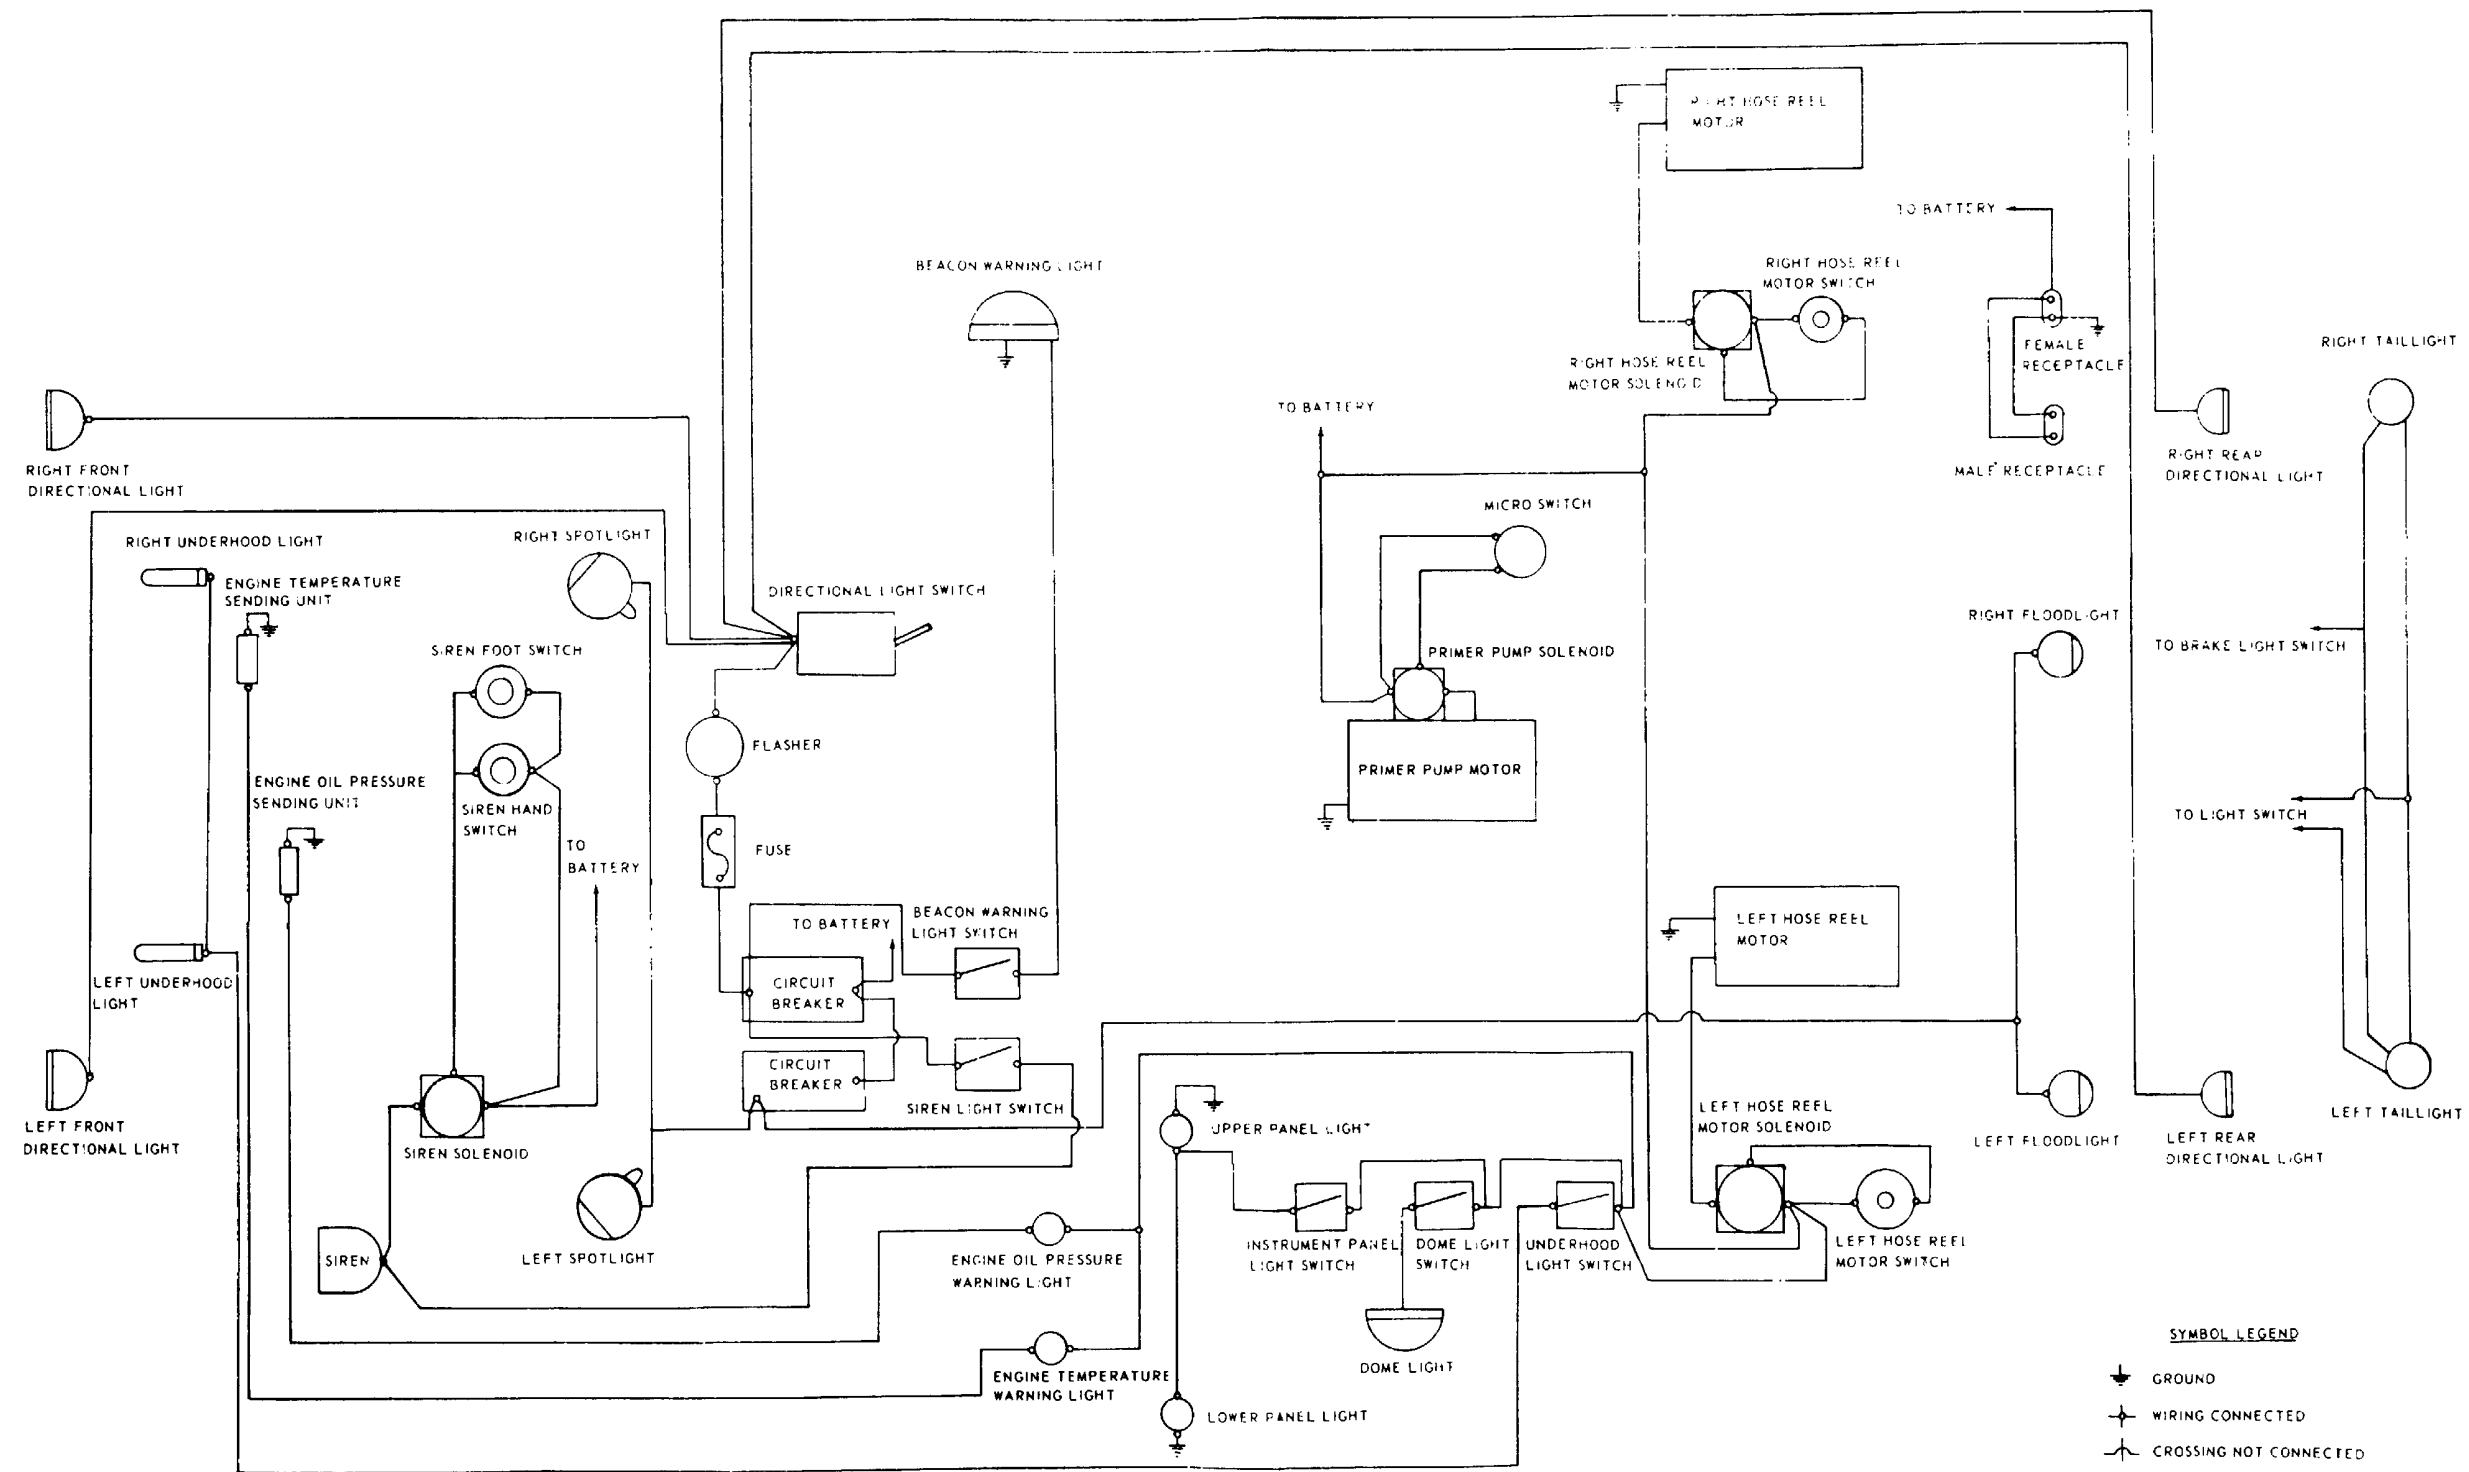 RIGHT HOSE REEL
MOTOR
TO BATTERY
BEACON WARNING LIGHT
RIGHT HOSE REEL
MOTOR SWITCH
FEMALE
RECEPTACLE
RIGHT TAILLIGHT
RIGHT HOSE REEL
MOTOR SOLENOID
TO BATTERY
RIGHT FRONT
DIRECTIONAL LIGHT
MALE RECEPTACLE
RIGHT REAR
DIRECTIONAL LIGHT
MICRO SWITCH
RIGHT UNDERHOOD LIGHT
RIGHT SPOTLIGHT
ENGINE TEMPERATURE
SENDING UNIT
DIRECTIONAL LIGHT SWITCH
RIGHT FLOODLIGHT
SIREN FOOT SWITCH
PRIMER PUMP SOLENOID
TO BRAKE LIGHT SWITCH
FLASHER
PRIMER PUMP MOTOR
ENGINE OIL PRESSURE
SENDING UNIT
SIREN HAND
SWITCH
TO LIGHT SWITCH
TO
BATTERY
FUSE
TO BATTERY
BEACON WARNING
LIGHT SWITCH
LEFT HOSE REEL
MOTOR
LEFT UNDERHOOD
LIGHT
CIRCUIT
BREAKER
CIRCUIT
BREAKER
SIREN LIGHT SWITCH
LEFT FRONT
DIRECTIONAL LIGHT
SIREN SOLENOID
UPPER PANEL LIGHT
LEFT HOSE REEL
MOTOR SOLENOID
LEFT FLOODLIGHT
LEFT REAR
DIRECTIONAL LIGHT
LEFT TAILLIGHT
SIREN
LEFT SPOTLIGHT
ENGINE OIL PRESSURE
WARNING LIGHT
INSTRUMENT PANEL
LIGHT SWITCH
DOME LIGHT
SWITCH
UNDERHOOD
LIGHT SWITCH
LEFT HOSE REEL
MOTOR SWITCH
DOME LIGHT
ENGINE TEMPERATURE
WARNING LIGHT
LOWER PANEL LIGHT
SYMBOL LEGEND
GROUND
WIRING CONNECTED
CROSSING NOT CONNECTED